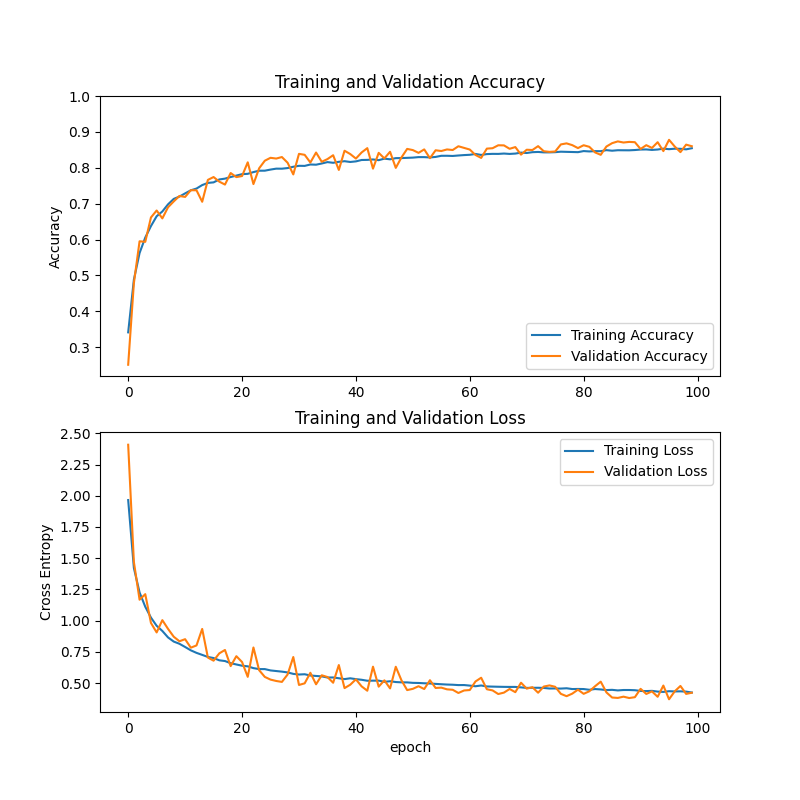 Training and Validation Accuracy
1.0
0.9
0.8
0.7
0.6
0.5
0.4
0.3
Accuracy
Training Accuracy
Validation Accuracy
0 20 40 60 80 100
Training and Validation Loss
2.50
2.25
2.00
1.75
1.50
1.25
1.00
0.75
0.50
Cross Entropy
Training Loss
Validation Loss
0 20 40 60 80 100
epoch